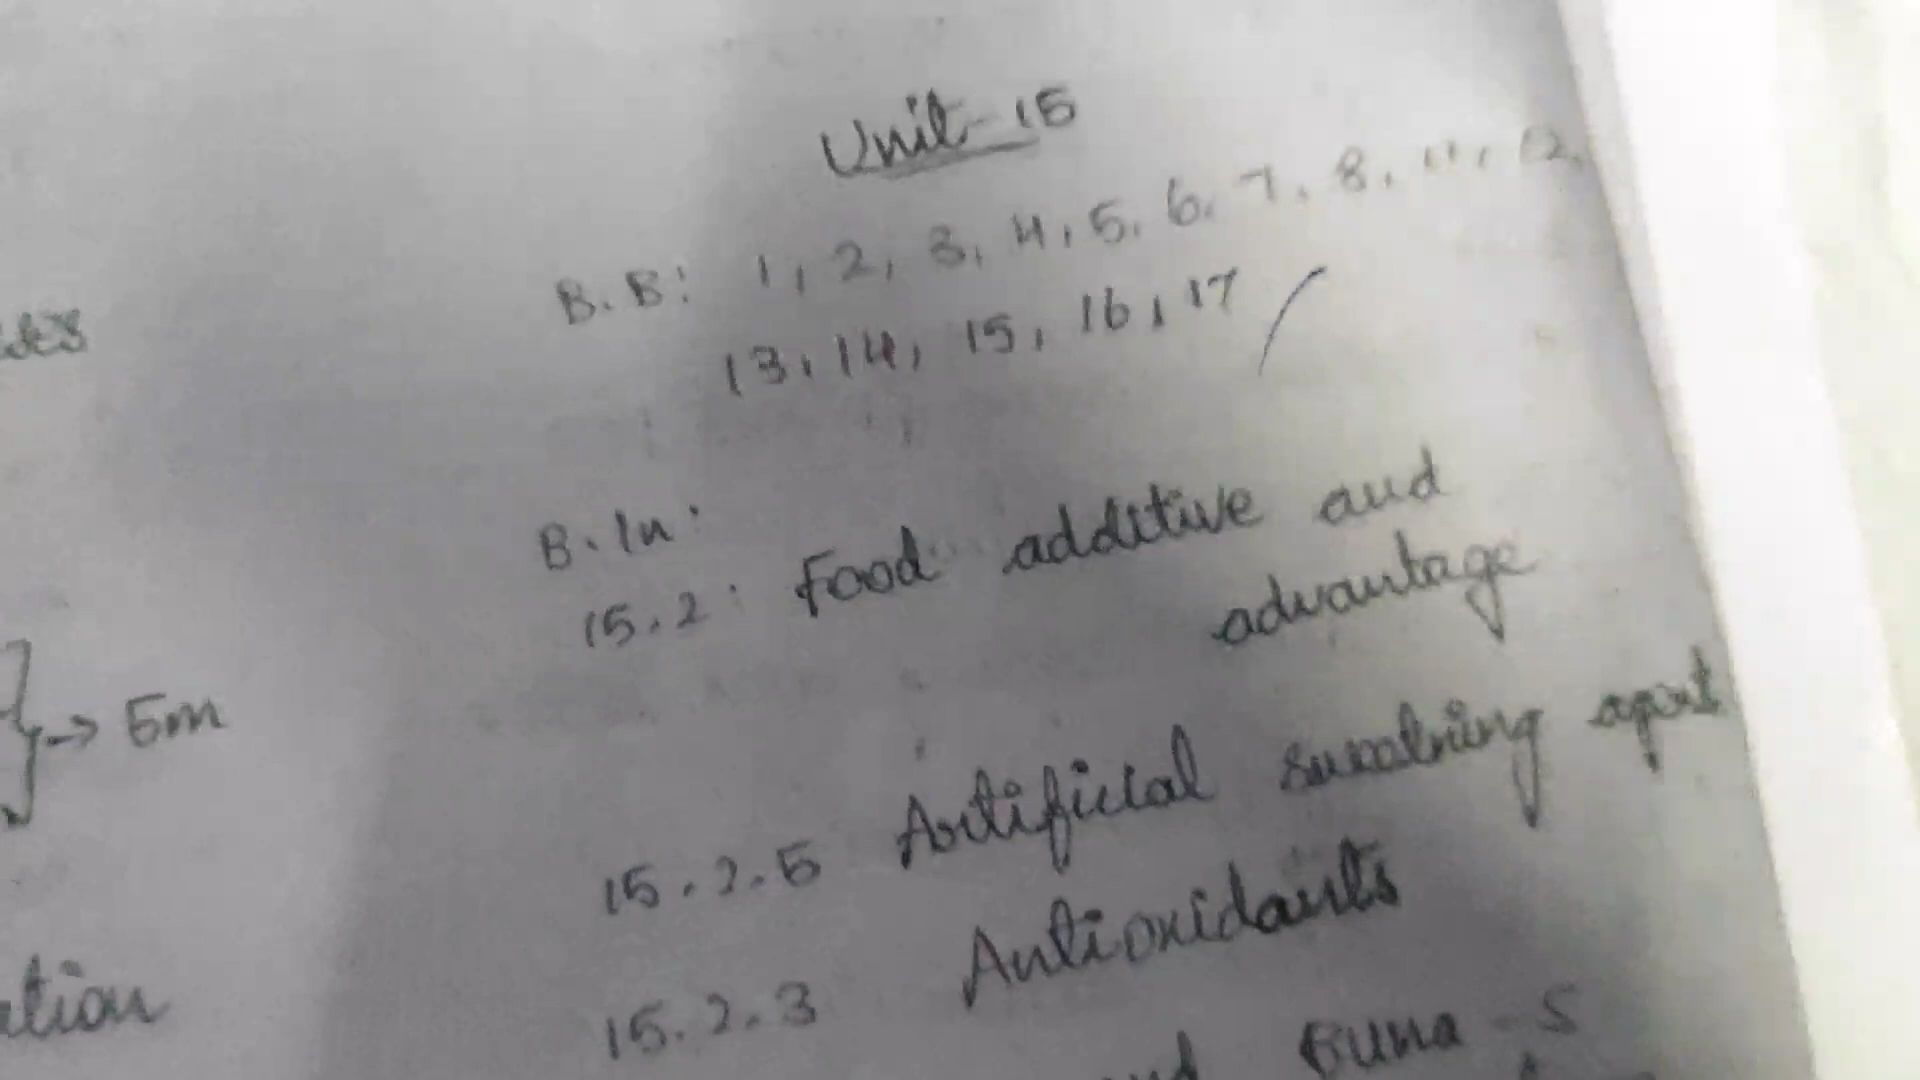 Unit-15
B.B: 1, 2, 3, 4, 5, 6, 7, 8, 11, 12,
13, 14, 15, 16, 17
B.In:
15.2: Food additive and
advantage
15.2.5 Artificial sweetning agent
15.2.3 Antioxidants
Buna-S
} → 5m